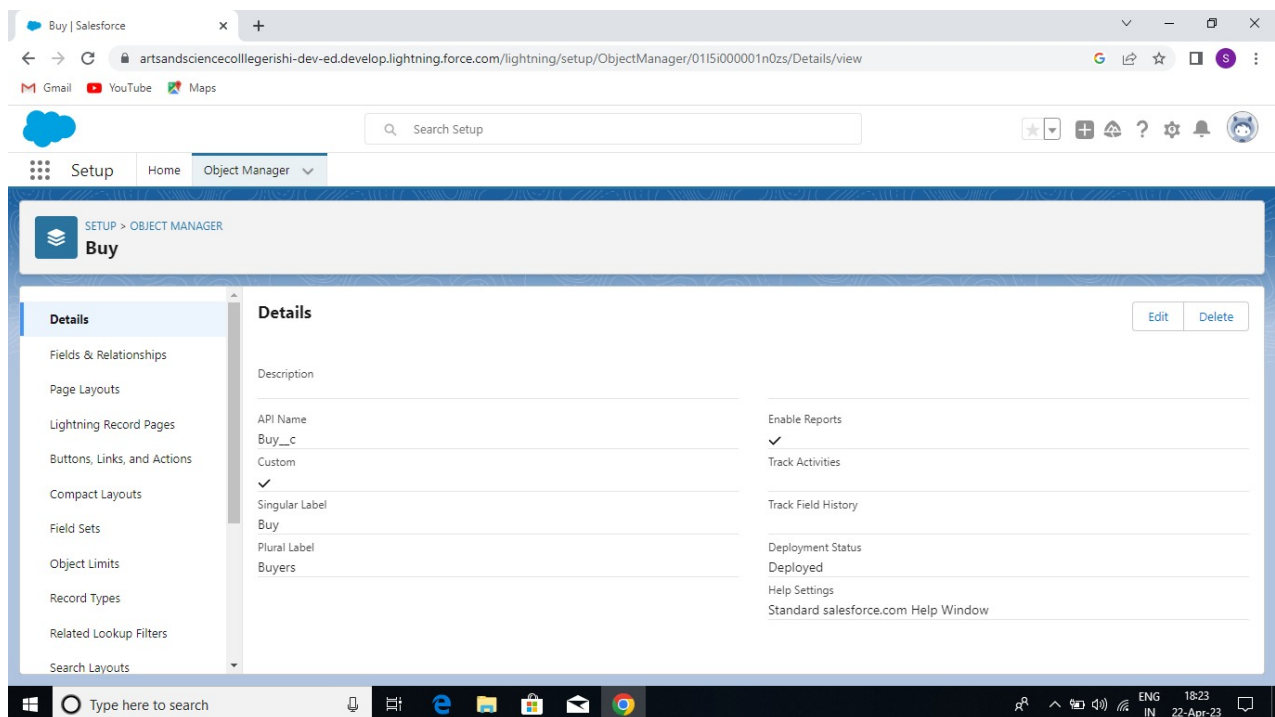 Buy | Salesforce
artsandsciencecolllegerishi-dev-ed.develop.lightning.force.com/lightning/setup/ObjectManager/01I5i000001n0zs/Details/view
G
S
Gmail YouTube Maps
Search Setup
Setup Home Object Manager
SETUP > OBJECT MANAGER
Buy
Details
Fields & Relationships
Page Layouts
Lightning Record Pages
Buttons, Links, and Actions
Compact Layouts
Field Sets
Object Limits
Record Types
Related Lookup Filters
Search Layouts
Details
Edit Delete
Description
API Name
Buy__c
Custom
Singular Label
Buy
Plural Label
Buyers
Enable Reports
Track Activities
Track Field History
Deployment Status
Deployed
Help Settings
Standard salesforce.com Help Window
Type here to search
ENG
IN
18:23
22-Apr-23